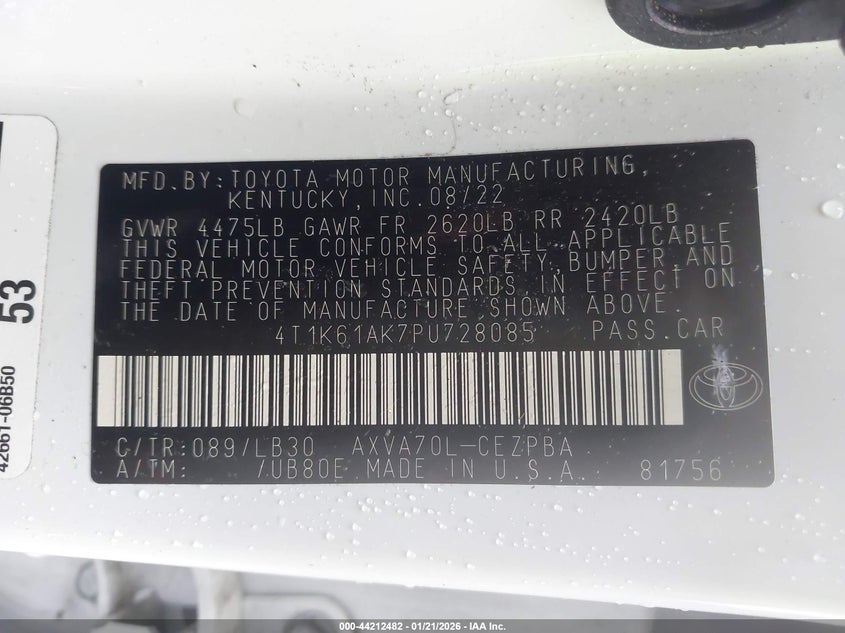 MFD.BY:TOYOTA MOTOR MANUFACTURING,
KENTUCKY,INC.08/22
GVWR 4475LB GAWR FR 2620LB RR 2420LB
THIS VEHICLE CONFORMS TO ALL APPLICABLE
FEDERAL MOTOR VEHICLE SAFETY,BUMPER AND
THEFT PREVENTION STANDARDS IN EFFECT ON
THE DATE OF MANUFACTURE SHOWN ABOVE.
4T1K61AK7PU728085 PASS.CAR
C/TR:089/LB30 AXVA70L-CEZPBA
A/TM: /UB80E MADE IN U.S.A. 81756
53
42661-06B50
000-44212482 - 01/21/2026 - IAA Inc.